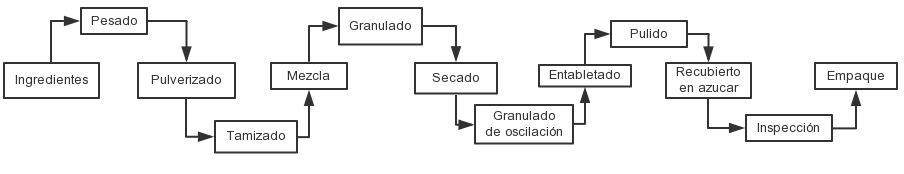 Ingredientes
Pesado
Pulverizado
Tamizado
Mezcla
Granulado
Secado
Granulado
de oscilación
Entabletado
Pulido
Recubierto
en azucar
Inspección
Empaque